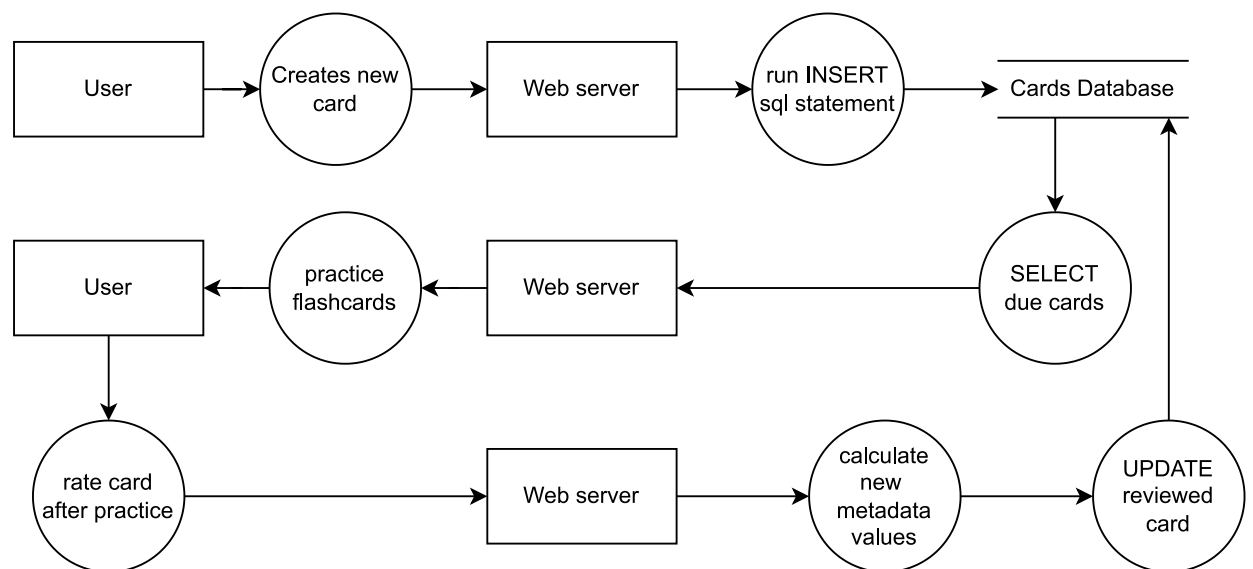 User
Creates new
card
Web server
run INSERT
sql statement
Cards Database
User
practice
flashcards
Web server
SELECT
due cards
rate card
after practice
Web server
calculate
new
metadata
values
UPDATE
reviewed
card